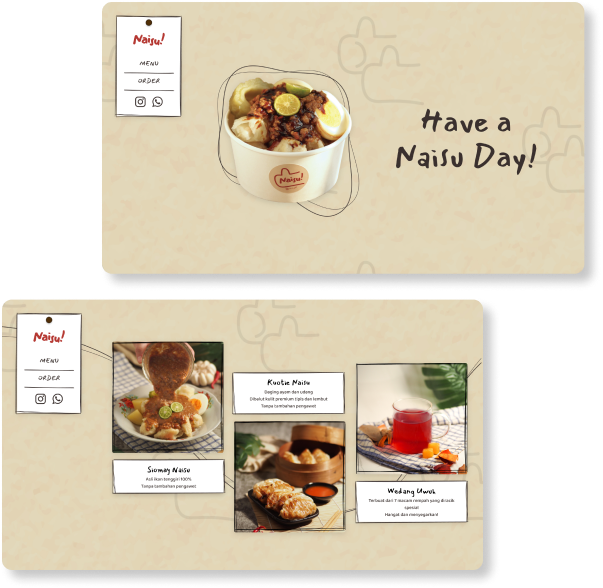 Naisu!
MENU
ORDER
Naisu!
Have a
Naisu Day!
Naisu!
MENU
ORDER
Siomay Naisu
Asli ikan tenggiri 100%
Tanpa tambahan pengawet
Kuotie Naisu
Daging ayam dan udang
Dibalut kulit premium tipis dan lembut
Tanpa tambahan pengawet
Wedang Uwuh
Terbuat dari 7 macam rempah yang diracik
spesial
Hangat dan menyegarkan!